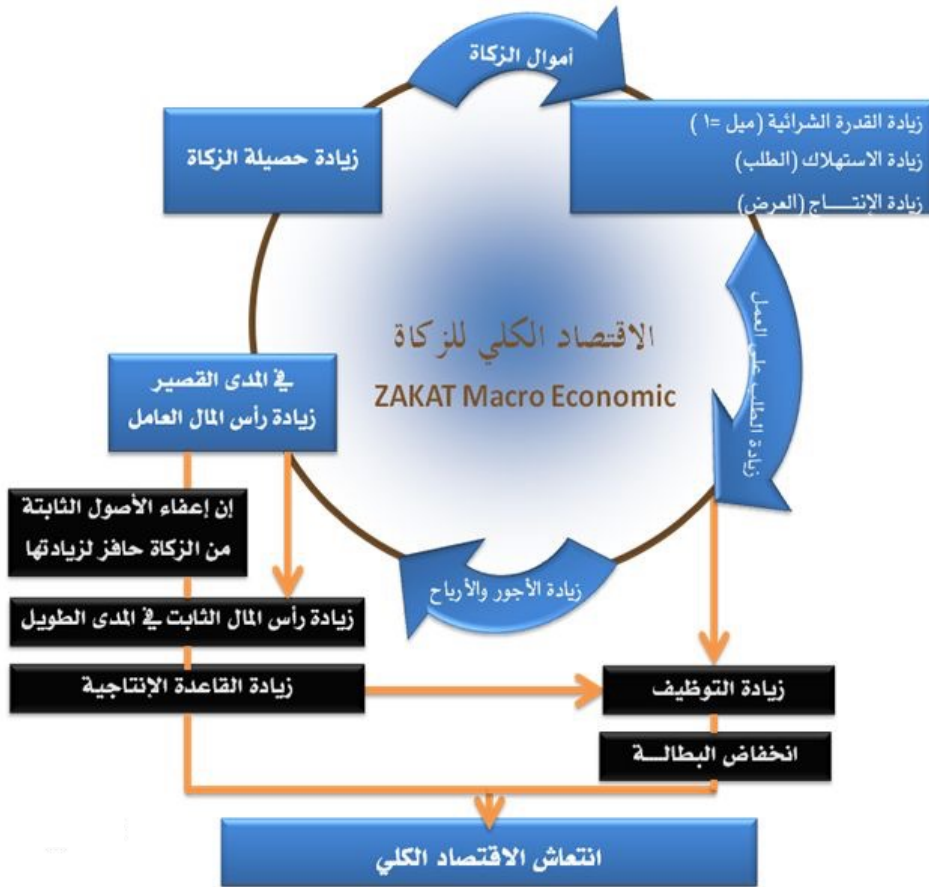 أموال الزكاة
زيادة القدرة الشرائية (ميل =١ )
زيادة الاستهلاك (الطلب)
زيادة الإنتـــــاج (العرض)
زيادة حصيلة الزكاة
زيادة الطلب على العمل
الاقتصاد الكلي للزكاة
ZAKAT Macro Economic
في المدى القصير
زيادة رأس المال العامل
إن إعفاء الأصول الثابتة
من الزكاة حافز لزيادتها
زيادة الأجور والأرباح
زيادة رأس المال الثابت في المدى الطويل
زيادة القاعدة الإنتاجية
زيادة التوظيف
انخفاض البطالـــة
انتعاش الاقتصاد الكلي